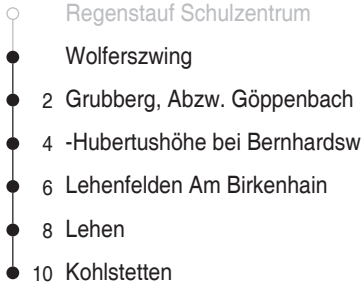 Regenstauf Schulzentrum
Wolferszwing
2 Grubberg, Abzw. Göppenbach
4 -Hubertushöhe bei Bernhardsw
6 Lehenfelden Am Birkenhain
8 Lehen
10 Kohlstetten